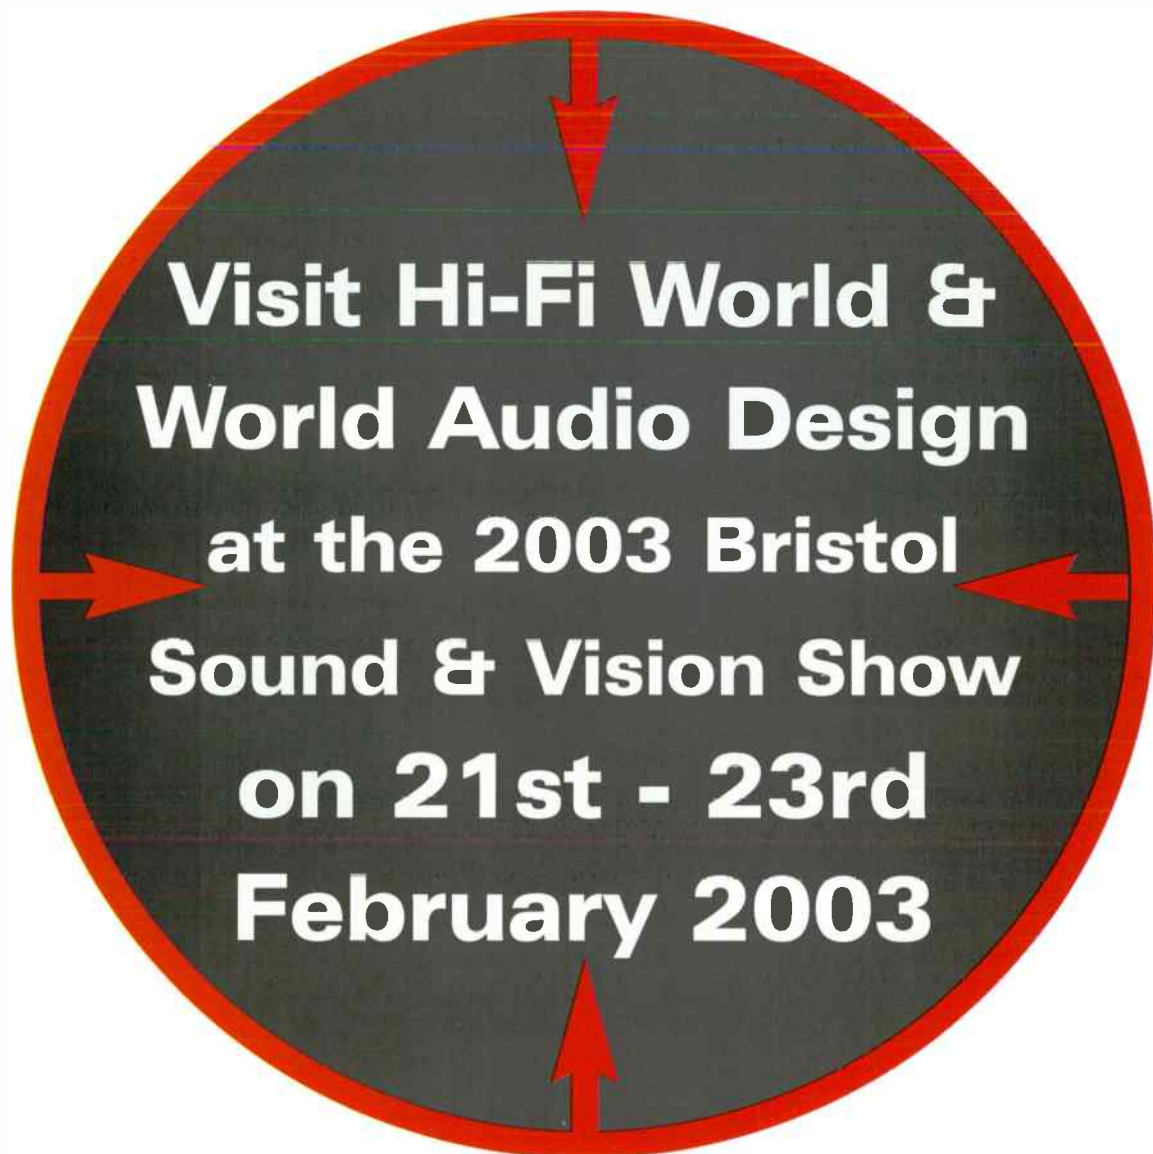 Visit Hi-Fi World &
World Audio Design
at the 2003 Bristol
Sound & Vision Show
on 21st - 23rd
February 2003